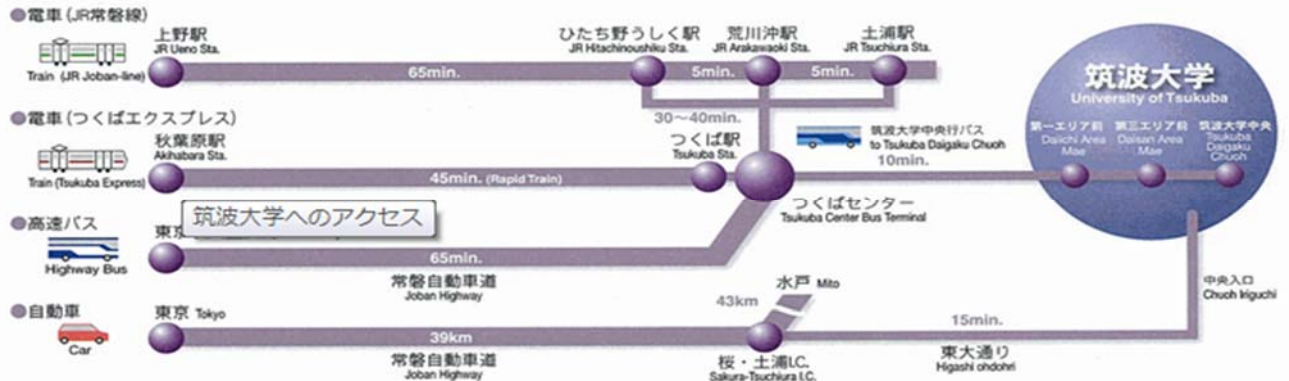 ●電車(JR常磐線)
Train (JR Joban-line)
上野駅
JR Ueno Sta.
65min.
ひたち野うしく駅
JR Hitachinoushiku Sta.
5min.
荒川沖駅
JR Arakawaoki Sta.
5min.
土浦駅
JR Tsuchiura Sta.
30～40min.
●電車(つくばエクスプレス)
Train (Tsukuba Express)
秋葉原駅
Akihabara Sta.
45min. (Rapid Train)
つくば駅
Tsukuba Sta.
つくばセンター
Tsukuba Center Bus Terminal
筑波大学中央行バス
to Tsukuba Daigaku Chuoh
10min.
筑波大学
University of Tsukuba
第一エリア前
Daiichi Area
Mae
第三エリア前
Daisan Area
Mae
筑波大学中央
Tsukuba
Daigaku
Chuoh
筑波大学へのアクセス
●高速バス
Highway Bus
65min.
常磐自動車道
Joban Highway
●自動車
Car
東京 Tokyo
39km
常磐自動車道
Joban Highway
43km
水戸 Mito
桜・土浦I.C.
Sakura-Tsuchiura I.C.
15min.
東大通り
Higashi ohdohri
中央入口
Chuoh Iriguchi